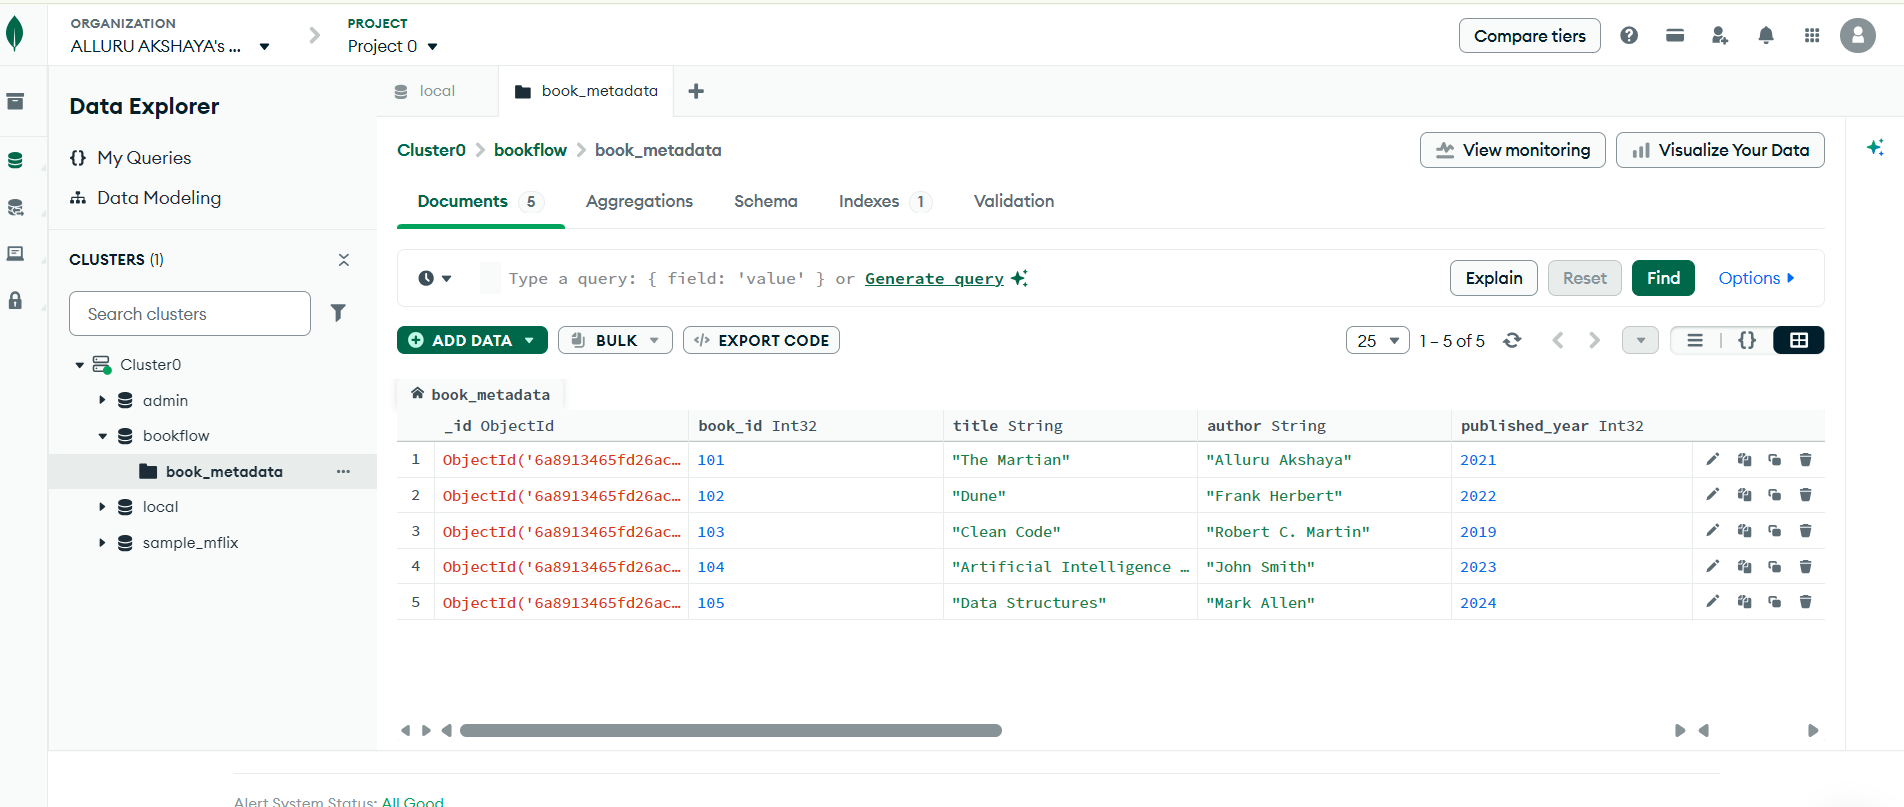 ORGANIZATION
ALLURU AKSHAYA's ...
PROJECT
Project 0
Compare tiers
Data Explorer
My Queries
Data Modeling
CLUSTERS (1)
Search clusters
Cluster0
admin
bookflow
book_metadata
local
sample_mflix
local
book_metadata
Cluster0 > bookflow > book_metadata
View monitoring
Visualize Your Data
Documents 5
Aggregations
Schema
Indexes 1
Validation
Type a query: { field: 'value' } or Generate query
Explain
Reset
Find
Options
ADD DATA
BULK
EXPORT CODE
25
1 – 5 of 5
{}
book_metadata
_id ObjectId book_id Int32 title String author String published_year Int32
1 ObjectId('6a8913465fd26ac… 101 "The Martian" "Alluru Akshaya" 2021
2 ObjectId('6a8913465fd26ac… 102 "Dune" "Frank Herbert" 2022
3 ObjectId('6a8913465fd26ac… 103 "Clean Code" "Robert C. Martin" 2019
4 ObjectId('6a8913465fd26ac… 104 "Artificial Intelligence … "John Smith" 2023
5 ObjectId('6a8913465fd26ac… 105 "Data Structures" "Mark Allen" 2024
Alert System Status: All Good